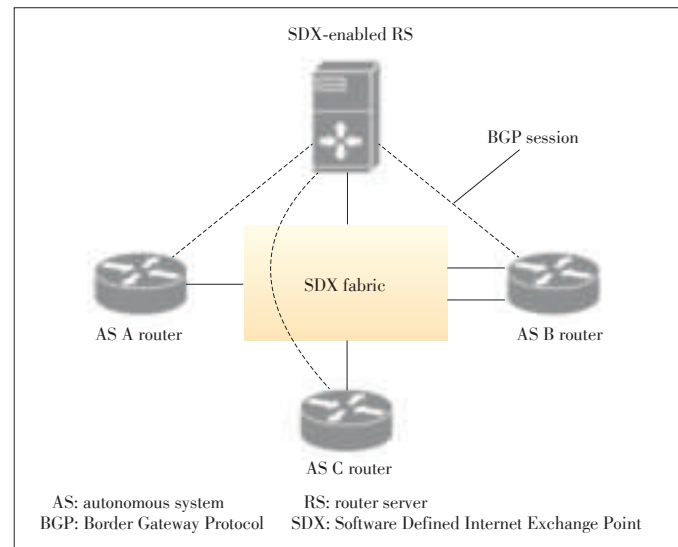 SDX-enabled RS
BGP session
SDX fabric
AS A router
AS B router
AS C router
AS: autonomous system
RS: router server
BGP: Border Gateway Protocol
SDX: Software Defined Internet Exchange Point